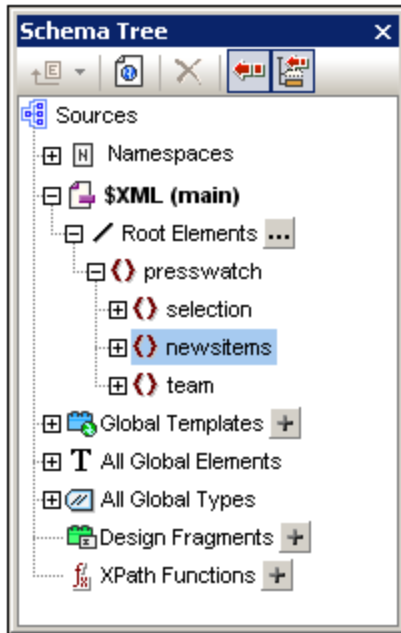 Schema Tree
Sources
Namespaces
$XML (main)
Root Elements ...
presswatch
selection
newsitems
team
Global Templates +
T All Global Elements
All Global Types
Design Fragments +
XPath Functions +